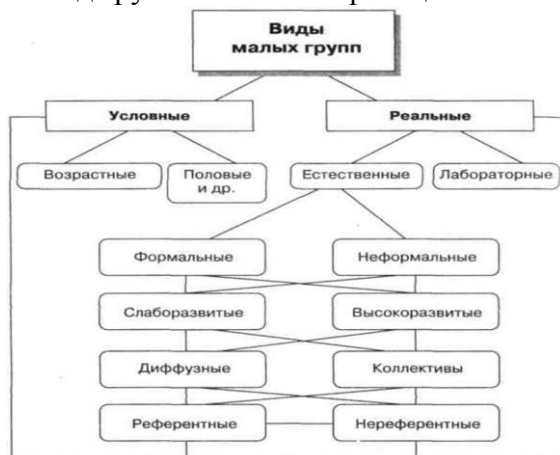 Виды
малых групп
Условные
Реальные
Возрастные
Половые
и др.
Естественные
Лабораторные
Формальные
Неформальные
Слаборазвитые
Высокоразвитые
Диффузные
Коллективы
Референтные
Нереферентные